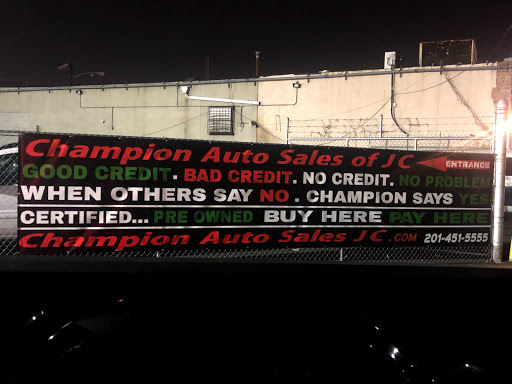 Champion Auto Sales of JC ENTRANCE
GOOD CREDIT. BAD CREDIT. NO CREDIT. NO PROBLEM
WHEN OTHERS SAY NO. CHAMPION SAYS YES
CERTIFIED... PRE OWNED BUY HERE PAY HERE
Champion Auto Sales JC.COM 201-451-5555